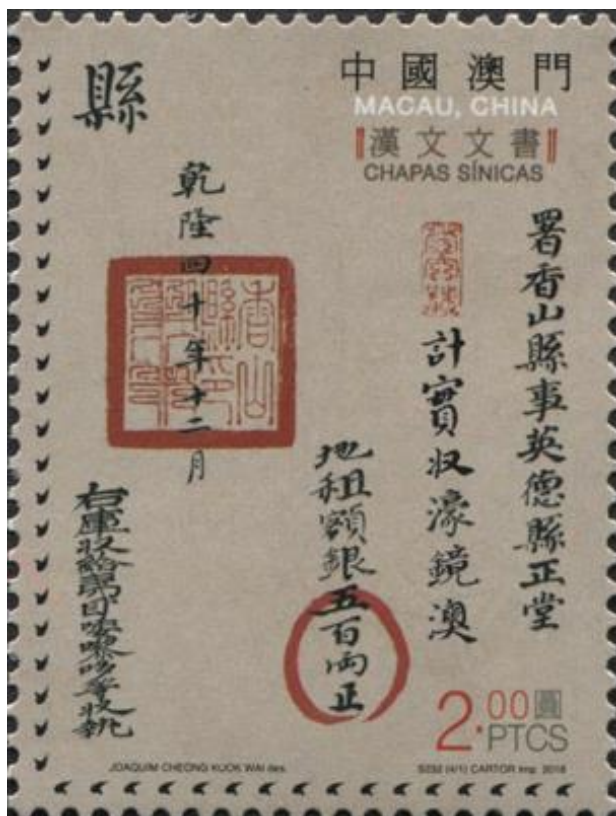 中國澳門
MACAU, CHINA
漢文文書
CHAPAS SÍNICAS
署香山縣事英德縣正堂
計實收濠鏡澳
地租額銀五百両正
乾隆四十年十二月
縣
2.00圓
PTCS
JOAQUIM CHEONG KUOK WAI des.
S232 (4/1) CARTOR imp. 2018